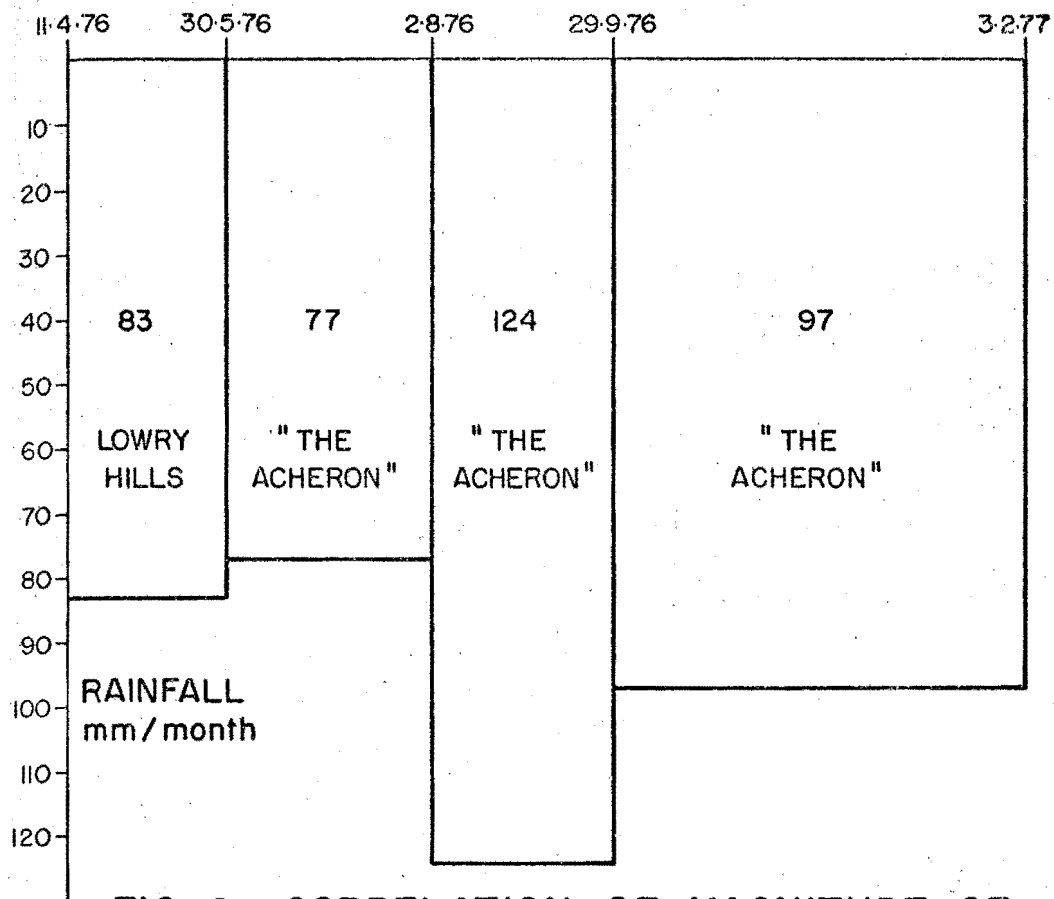 11·4·76 30·5·76 2·8·76 29·9·76 3·2·77
10
20
30
40
83 77 124 97
50
LOWRY HILLS
" THE ACHERON "
" THE ACHERON "
" THE ACHERON "
60
70
80
90
RAINFALL
100
mm/month
110
120